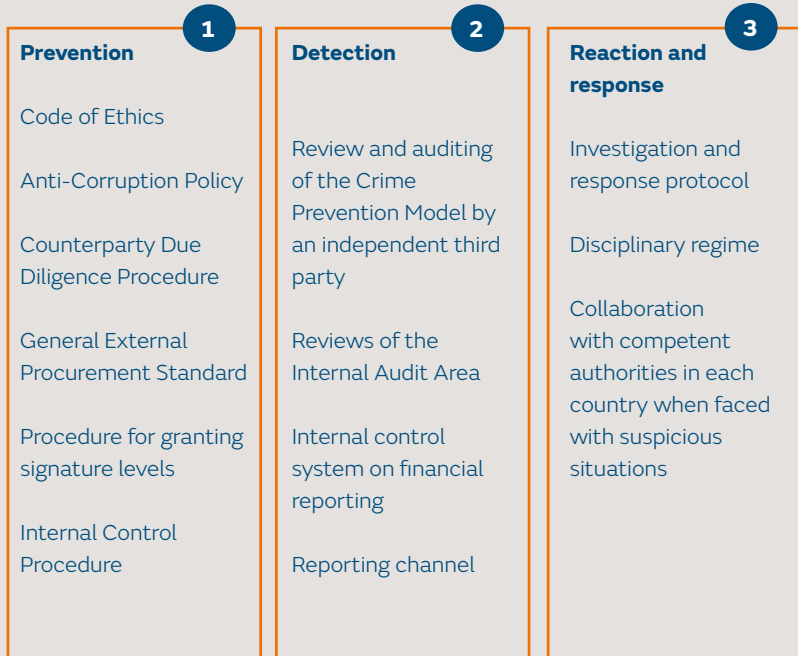 1
Prevention
Code of Ethics
Anti-Corruption Policy
Counterparty Due
Diligence Procedure
General External
Procurement Standard
Procedure for granting
signature levels
Internal Control
Procedure
2
Detection
Review and auditing
of the Crime
Prevention Model by
an independent third
party
Reviews of the
Internal Audit Area
Internal control
system on financial
reporting
Reporting channel
3
Reaction and
response
Investigation and
response protocol
Disciplinary regime
Collaboration
with competent
authorities in each
country when faced
with suspicious
situations